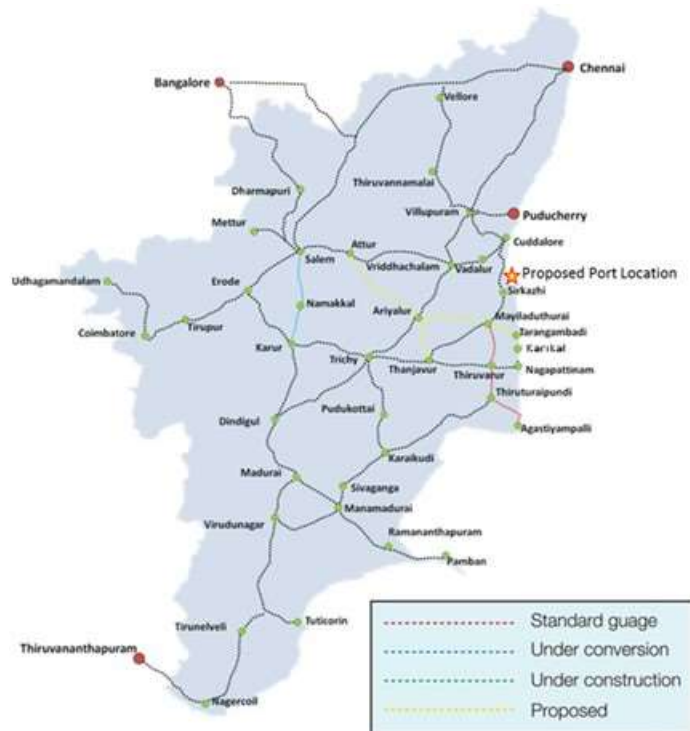 Chennai
Bangalore
Vellore
Dharmapuri
Thiruvannamalai
Mettur
Villupuram
Puducherry
Cuddalore
Attur
Salem
Vriddhachalam
Vadalur
Proposed Port Location
Udhagamandalam
Erode
Sirkazhi
Namakkal
Ariyalur
Mayiladuthurai
Tirupur
Tarangambadi
Coimbatore
Karikal
Karur
Trichy
Thanjavur
Thiruvarur
Nagapattinam
Thiruturaipundi
Dindigul
Pudukottai
Agastiyampalli
Karaikudi
Madurai
Sivaganga
Manamadurai
Virudunagar
Ramananthapuram
Pamban
Tirunelveli
Tuticorin
Thiruvananthapuram
Nagercoil
Standard guage
Under conversion
Under construction
Proposed